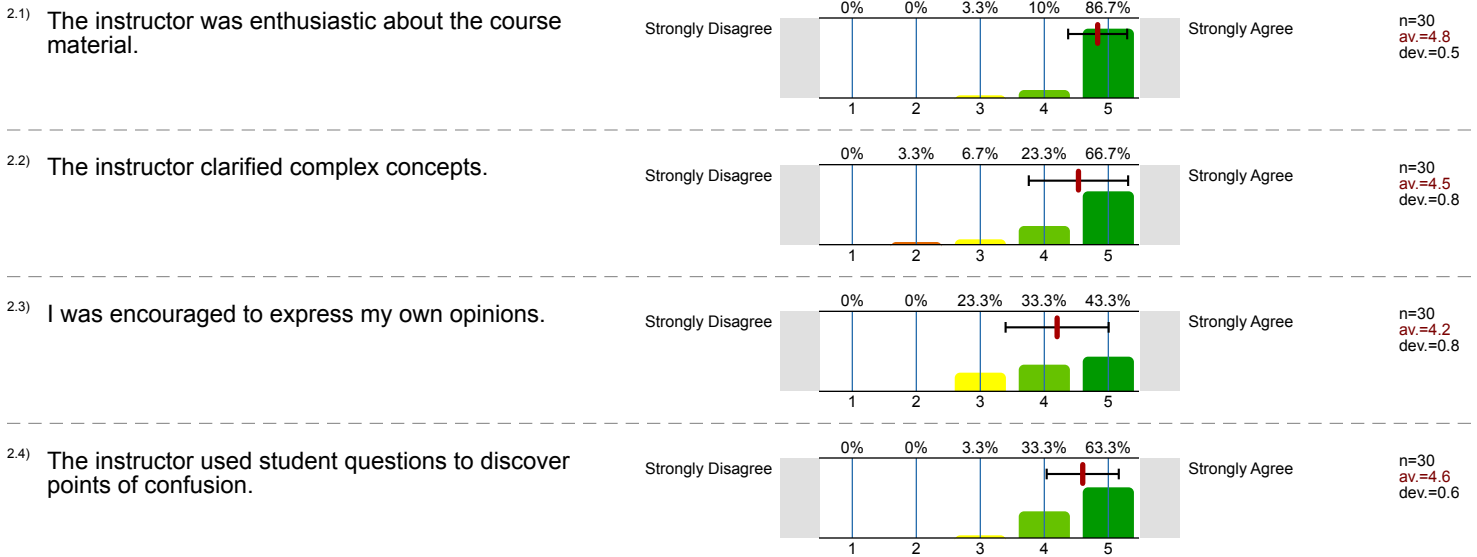 0% 0% 3.3% 10% 86.7%
2.1) The instructor was enthusiastic about the course
material.
Strongly Disagree
Strongly Agree
n=30
av.=4.8
dev.=0.5
1 2 3 4 5
0% 3.3% 6.7% 23.3% 66.7%
2.2) The instructor clarified complex concepts.
Strongly Disagree
Strongly Agree
n=30
av.=4.5
dev.=0.8
1 2 3 4 5
0% 0% 23.3% 33.3% 43.3%
2.3) I was encouraged to express my own opinions.
Strongly Disagree
Strongly Agree
n=30
av.=4.2
dev.=0.8
1 2 3 4 5
0% 0% 3.3% 33.3% 63.3%
2.4) The instructor used student questions to discover
points of confusion.
Strongly Disagree
Strongly Agree
n=30
av.=4.6
dev.=0.6
1 2 3 4 5